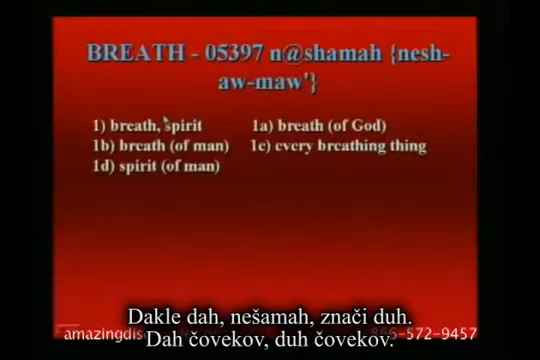 BREATH - 05397 n@shamah {nesh-
aw-maw'}
1) breath, spirit 1a) breath (of God)
1b) breath (of man) 1c) every breathing thing
1d) spirit (of man)
Dakle dah, nešamah, znači duh.
amazingdis 866-572-9457
Dah čovekov, duh čovekov.